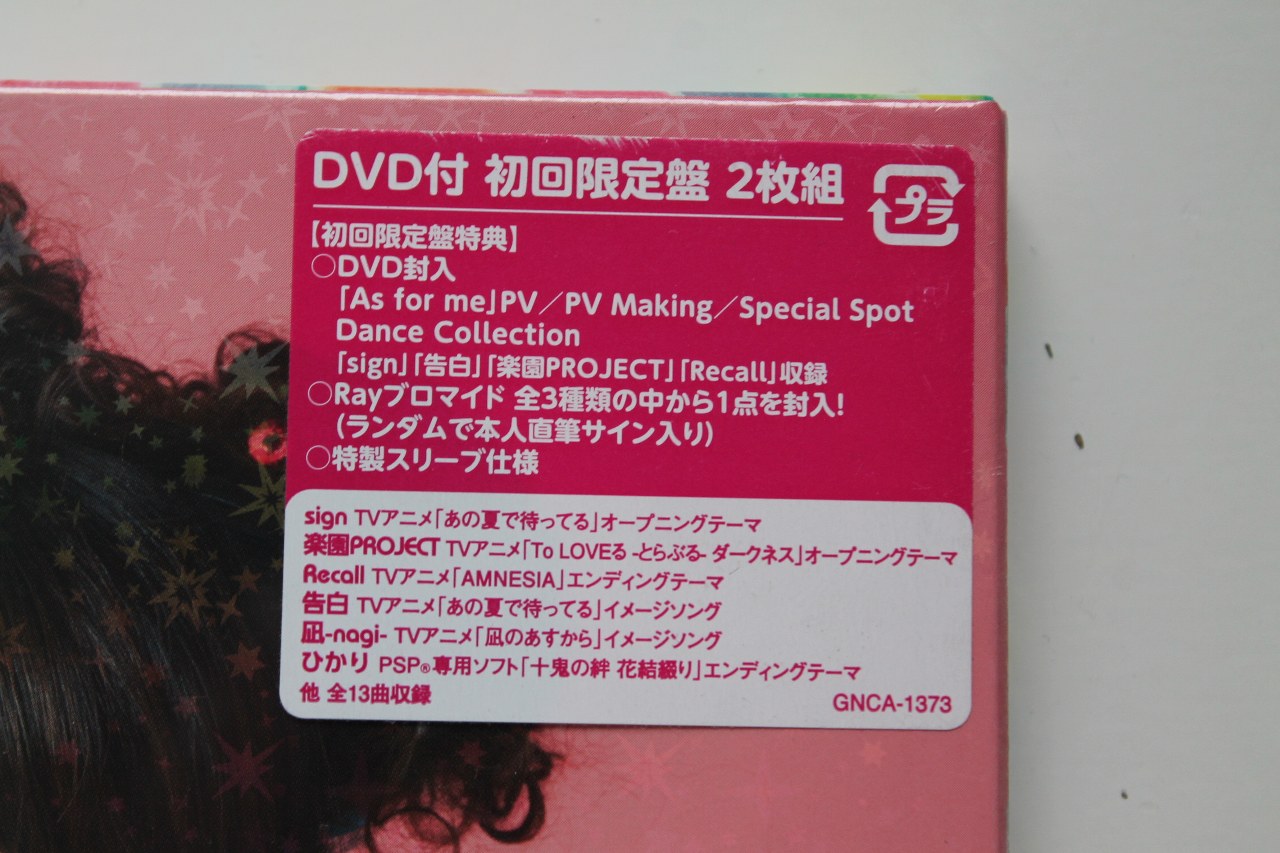 DVD付 初回限定盤 2枚組
プラ
【初回限定盤特典】
○DVD封入
「As for me」PV／PV Making／Special Spot
Dance Collection
「sign」「告白」「楽園PROJECT」「Recall」収録
○Rayブロマイド 全3種類の中から1点を封入!
(ランダムで本人直筆サイン入り)
○特製スリーブ仕様
sign TVアニメ「あの夏で待ってる」オープニングテーマ
楽園PROJECT TVアニメ「To LOVEる -とらぶる- ダークネス」オープニングテーマ
Recall TVアニメ「AMNESIA」エンディングテーマ
告白 TVアニメ「あの夏で待ってる」イメージソング
凪-nagi- TVアニメ「凪のあすから」イメージソング
ひかり PSP®専用ソフト「十鬼の絆 花結綴り」エンディングテーマ
他 全13曲収録
GNCA-1373